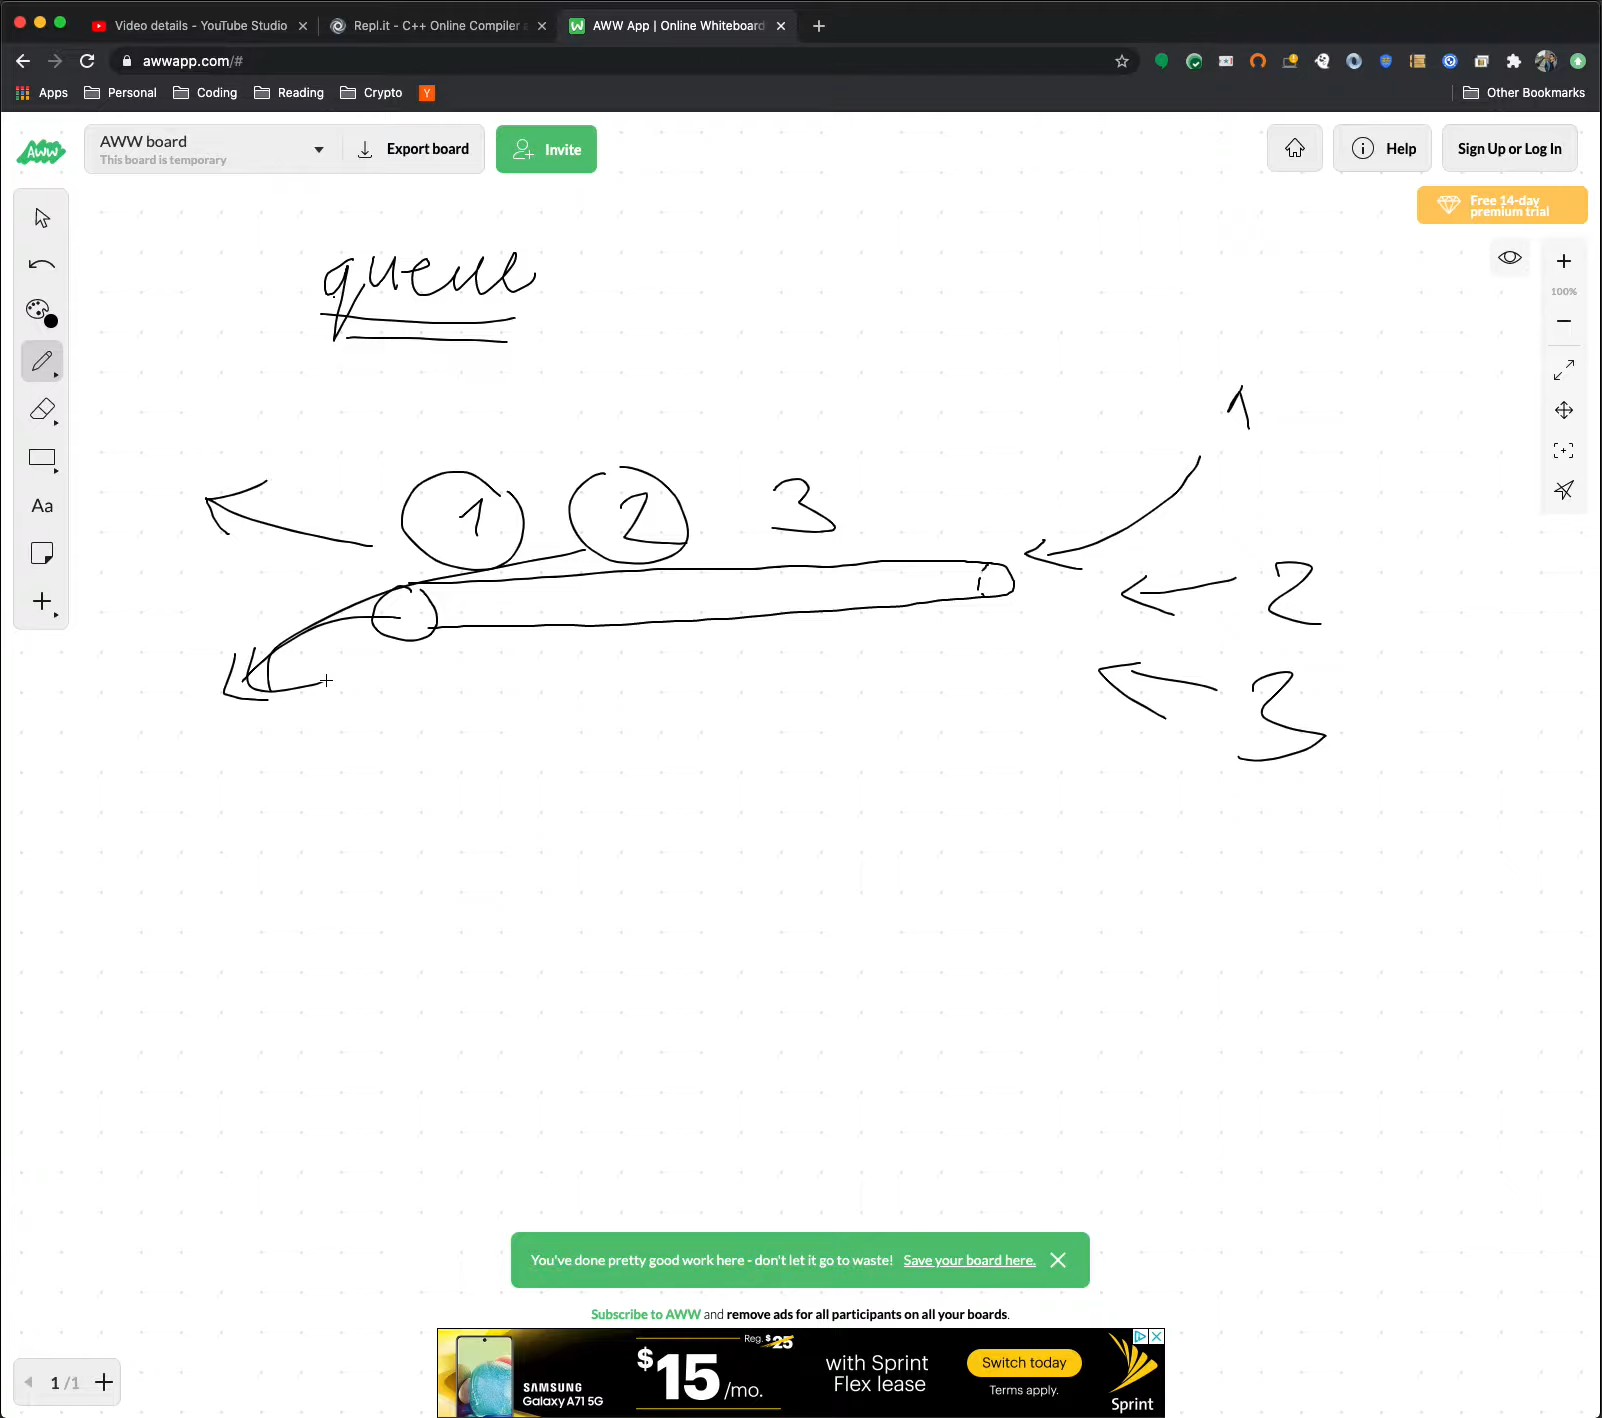 Video details - YouTube Studio
Repl.it - C++ Online Compiler
AWW App | Online Whiteboard
awwapp.com/#
Apps Personal Coding Reading Crypto Y Other Bookmarks
AWW
AWW board
This board is temporary
Export board
Invite
Help
Sign Up or Log In
Free 14-day
premium trial
100%
Aa
queue
1
1 2 3
2
3
You've done pretty good work here - don't let it go to waste! Save your board here.
Subscribe to AWW and remove ads for all participants on all your boards.
SAMSUNG
Galaxy A71 5G
Reg. $25
$15/mo.
with Sprint
Flex lease
Switch today
Terms apply.
Sprint
1 /1